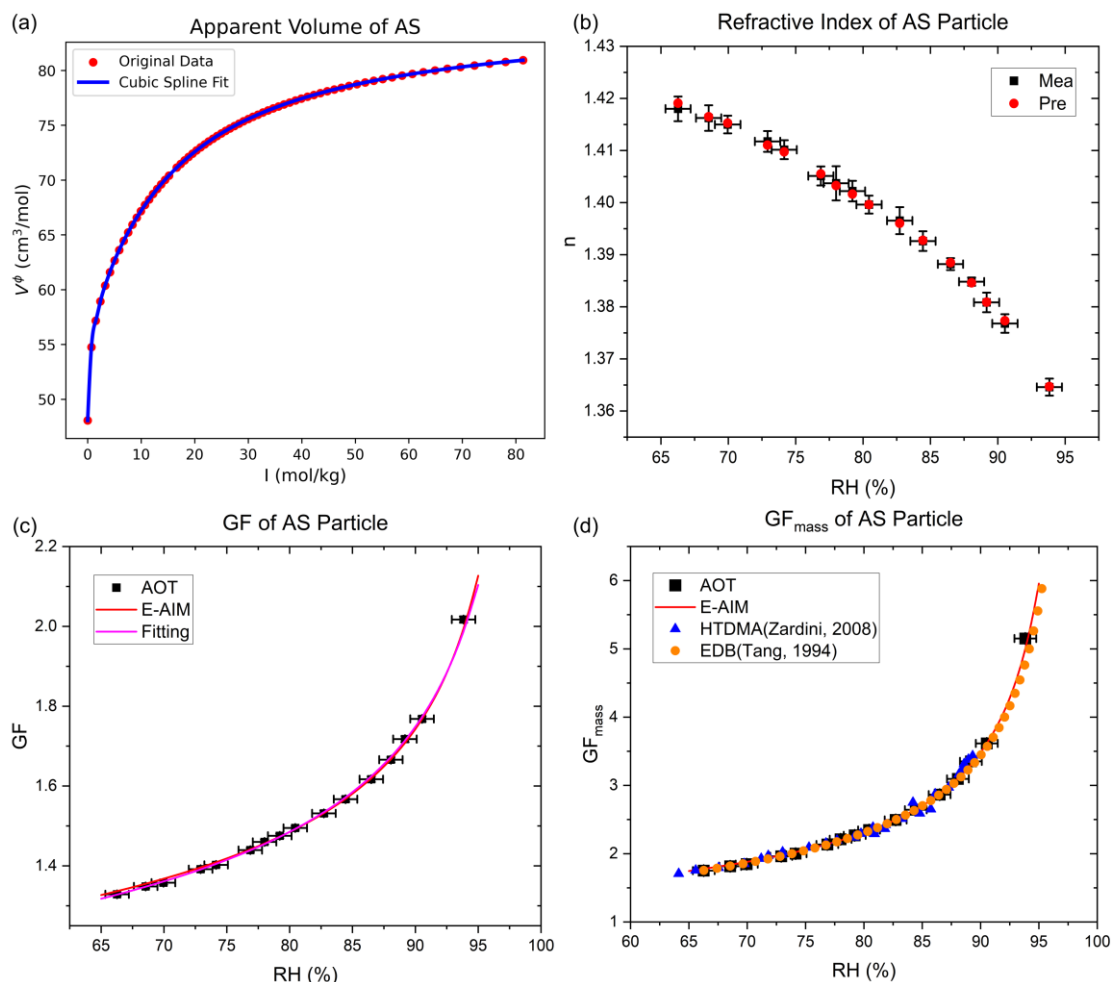 (a)
Apparent Volume of AS
Original Data
Cubic Spline Fit
80
75
70
65
60
55
50
V^ϕ (cm³/mol)
0 10 20 30 40 50 60 70 80
I (mol/kg)
(b)
Refractive Index of AS Particle
Mea
Pre
1.43
1.42
1.41
1.40
1.39
1.38
1.37
1.36
n
65 70 75 80 85 90 95
RH (%)
(c)
GF of AS Particle
AOT
E-AIM
Fitting
2.2
2.0
1.8
1.6
1.4
GF
65 70 75 80 85 90 95 100
RH (%)
(d)
GFmass of AS Particle
AOT
E-AIM
HTDMA(Zardini, 2008)
EDB(Tang, 1994)
6
5
4
3
2
1
GFmass
60 65 70 75 80 85 90 95 100
RH (%)